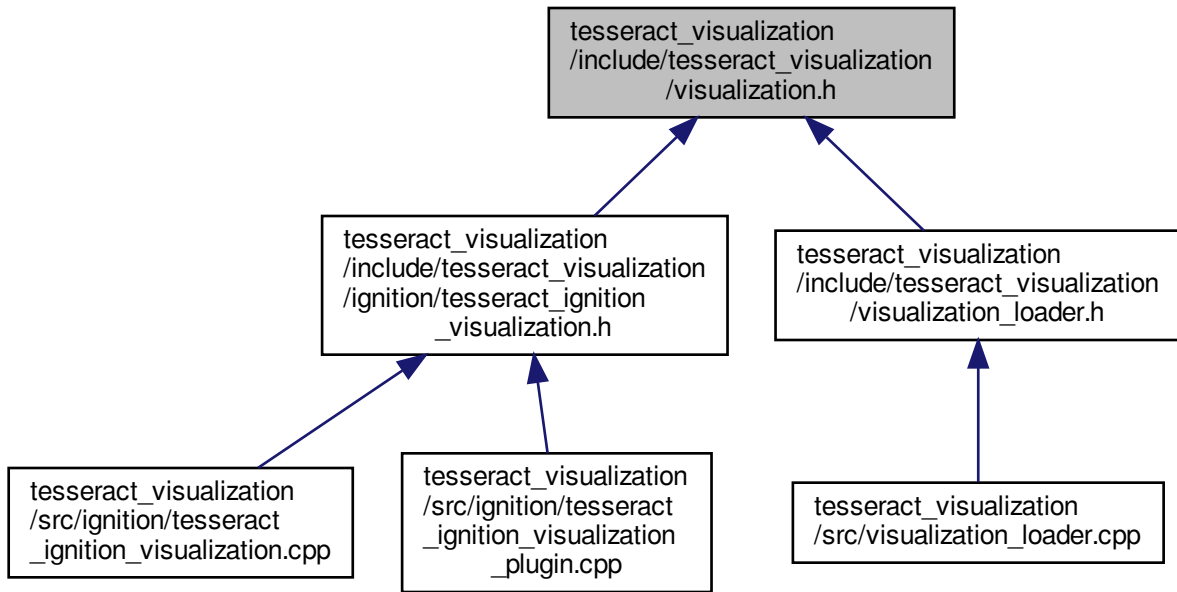 tesseract_visualization
/include/tesseract_visualization
/visualization.h
tesseract_visualization
/include/tesseract_visualization
/ignition/tesseract_ignition
_visualization.h
tesseract_visualization
/include/tesseract_visualization
/visualization_loader.h
tesseract_visualization
/src/ignition/tesseract
_ignition_visualization.cpp
tesseract_visualization
/src/ignition/tesseract
_ignition_visualization
_plugin.cpp
tesseract_visualization
/src/visualization_loader.cpp